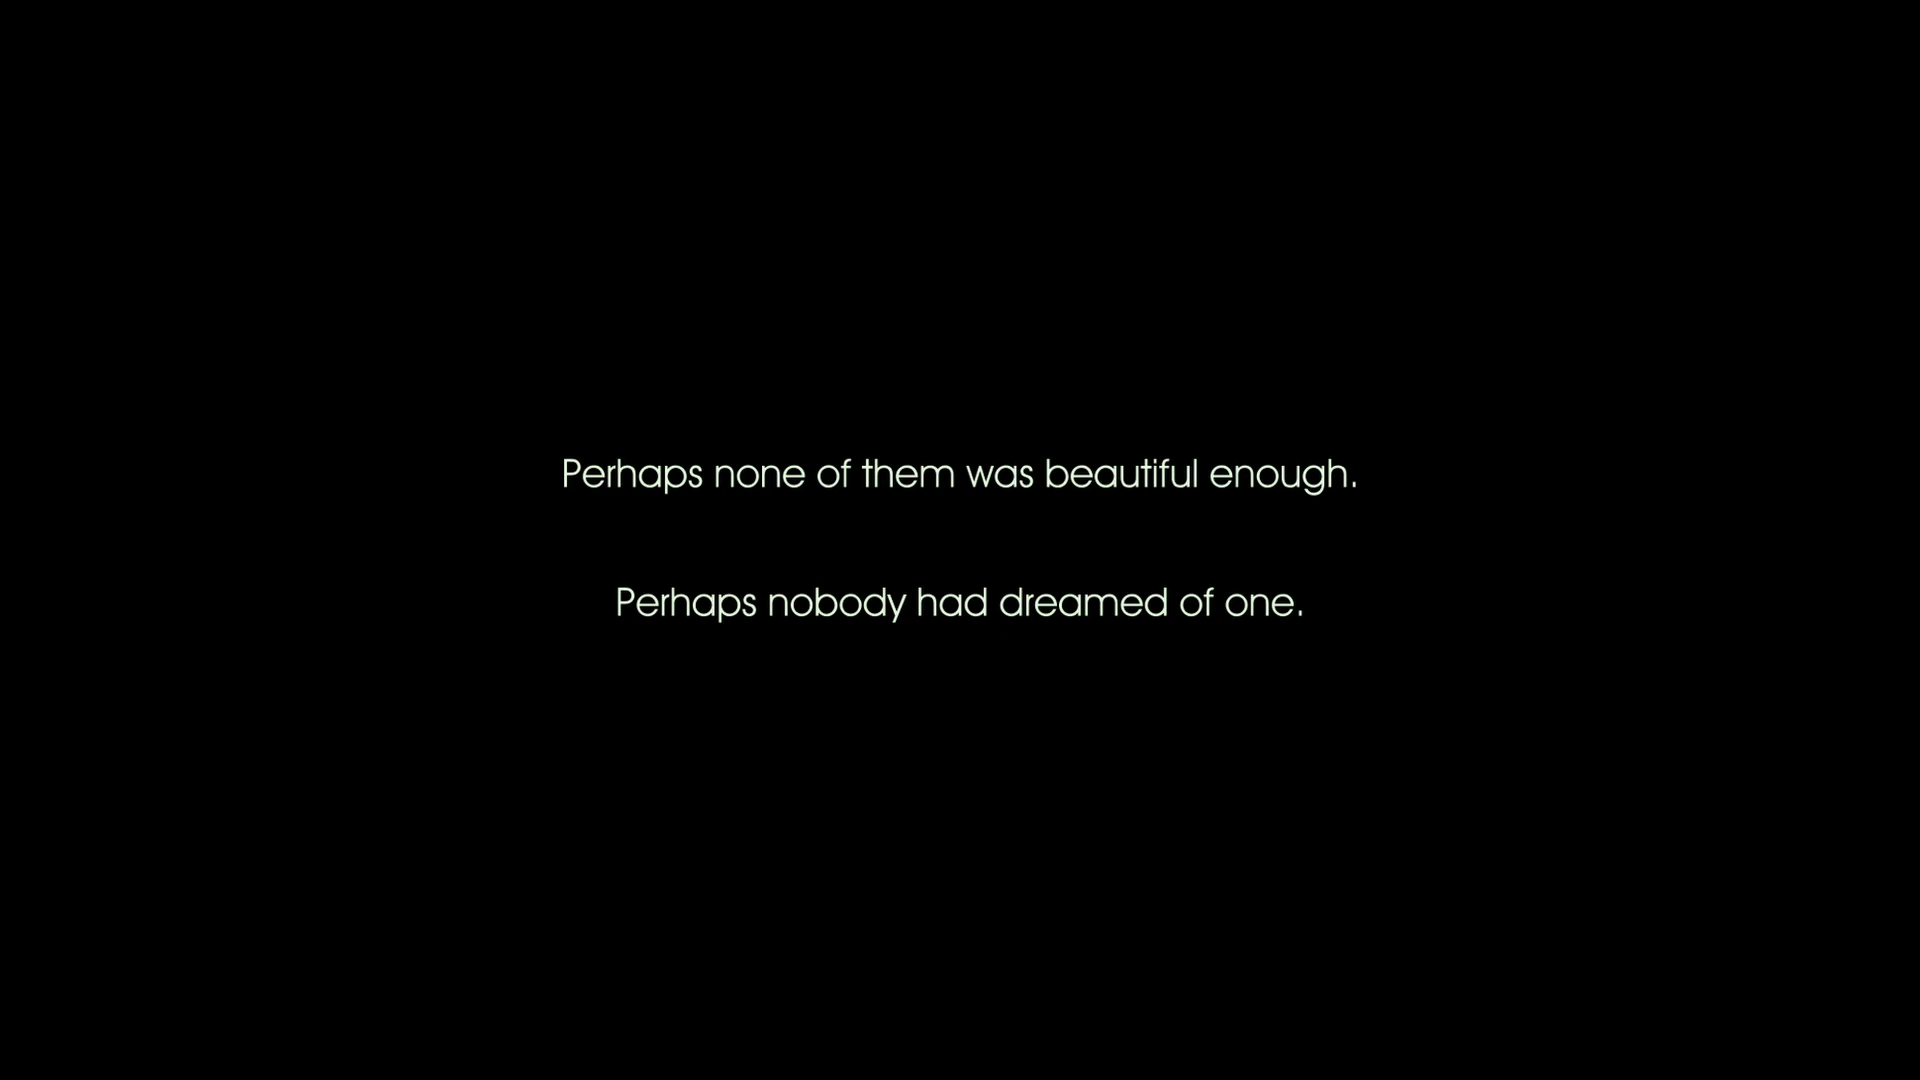 Perhaps none of them was beautiful enough.
Perhaps nobody had dreamed of one.